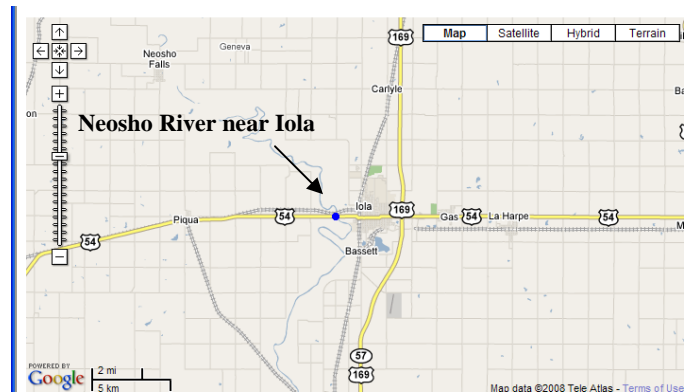 169
Map Satellite Hybrid Terrain
Neosho
Falls
Geneva
Carlyle
Ba
on
Neosho River near Iola
Iola
Piqua
54
169
Gas
54
La Harpe
54
M
54
Bassett
57
169
POWERED BY
Google
2 mi
5 km
Map data ©2008 Tele Atlas - Terms of Use